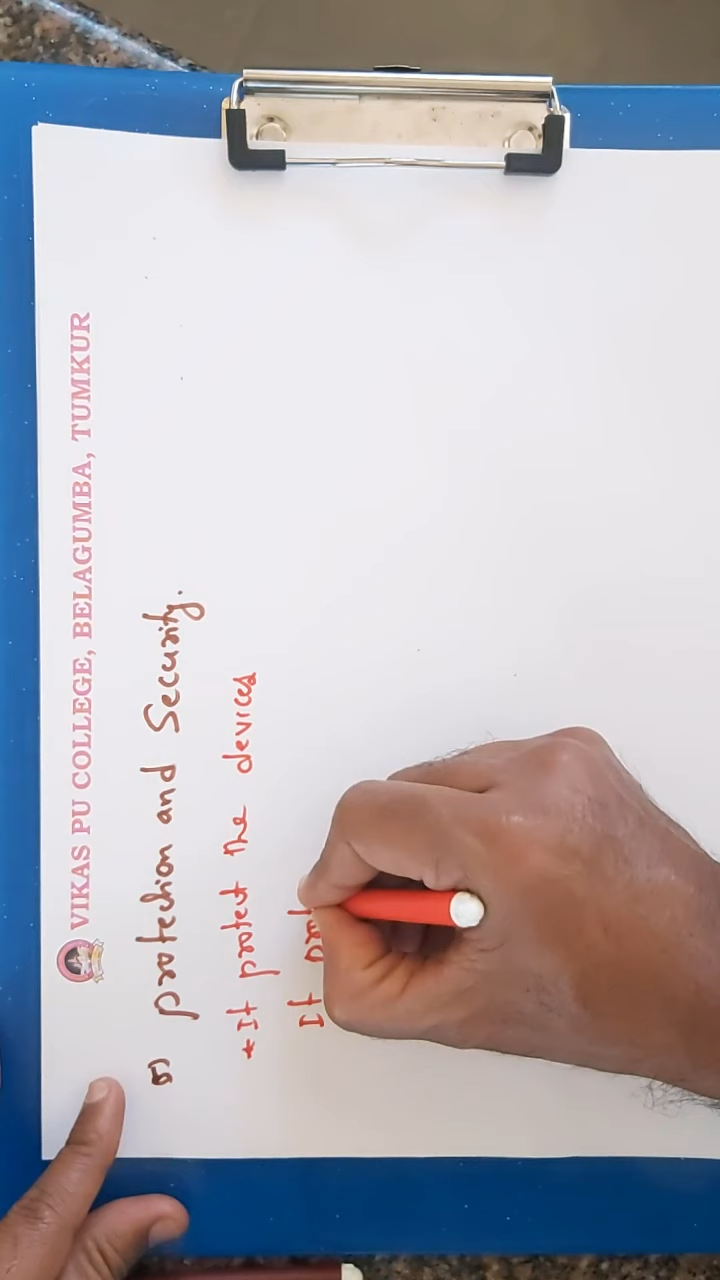 VIKAS PU COLLEGE, BELAGUMBA, TUMKUR
5) protection and Security.
* It protect the devices
It